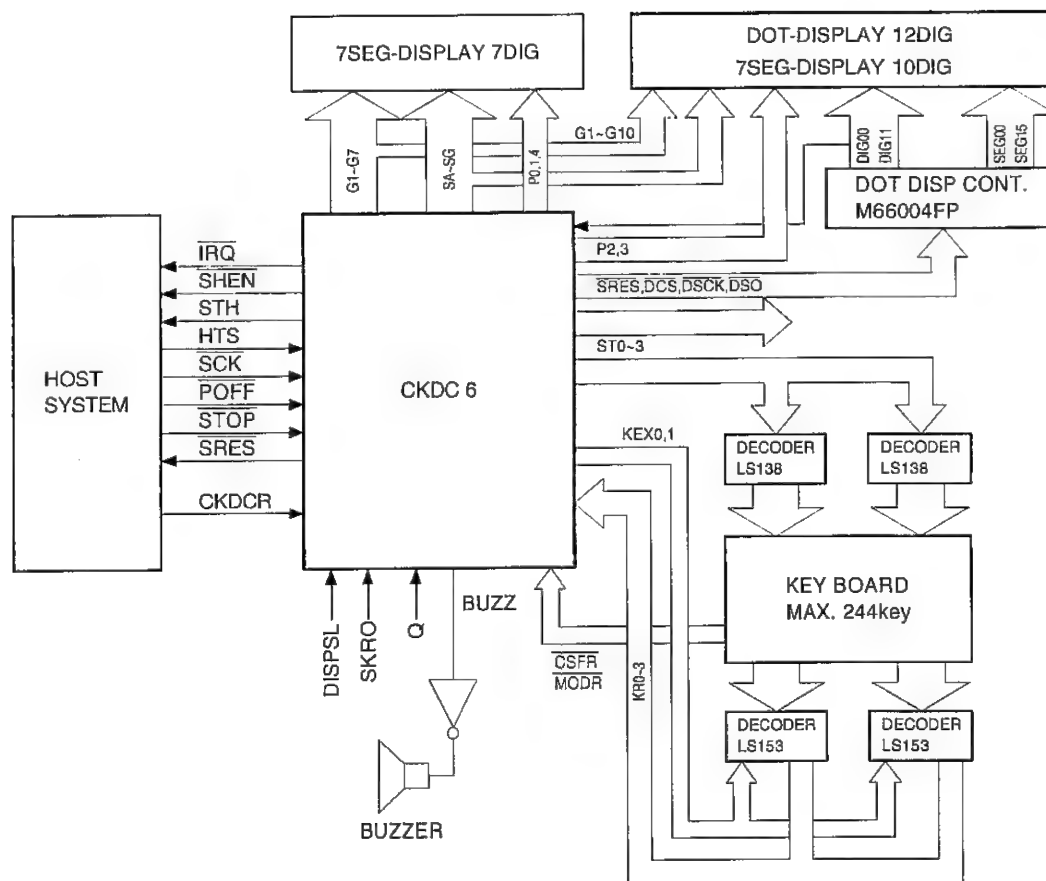 7SEG-DISPLAY 7DIG
DOT-DISPLAY 12DIG
7SEG-DISPLAY 10DIG
G1~G7
SA~SG
P0,1,4
G1~G10
DIG00
DIG11
SEG00
SEG15
DOT DISP CONT.
M66004FP
HOST
SYSTEM
IRQ
SHEN
STH
HTS
SCK
POFF
STOP
SRES
CKDCR
CKDC 6
P2,3
SRES,DCS,DSCK,DSO
ST0~3
KEX0,1
DECODER
LS138
DECODER
LS138
KEY BOARD
MAX. 244key
DISPSL
SKRO
Q
BUZZ
CSFR
MODR
KR0~3
DECODER
LS153
DECODER
LS153
BUZZER